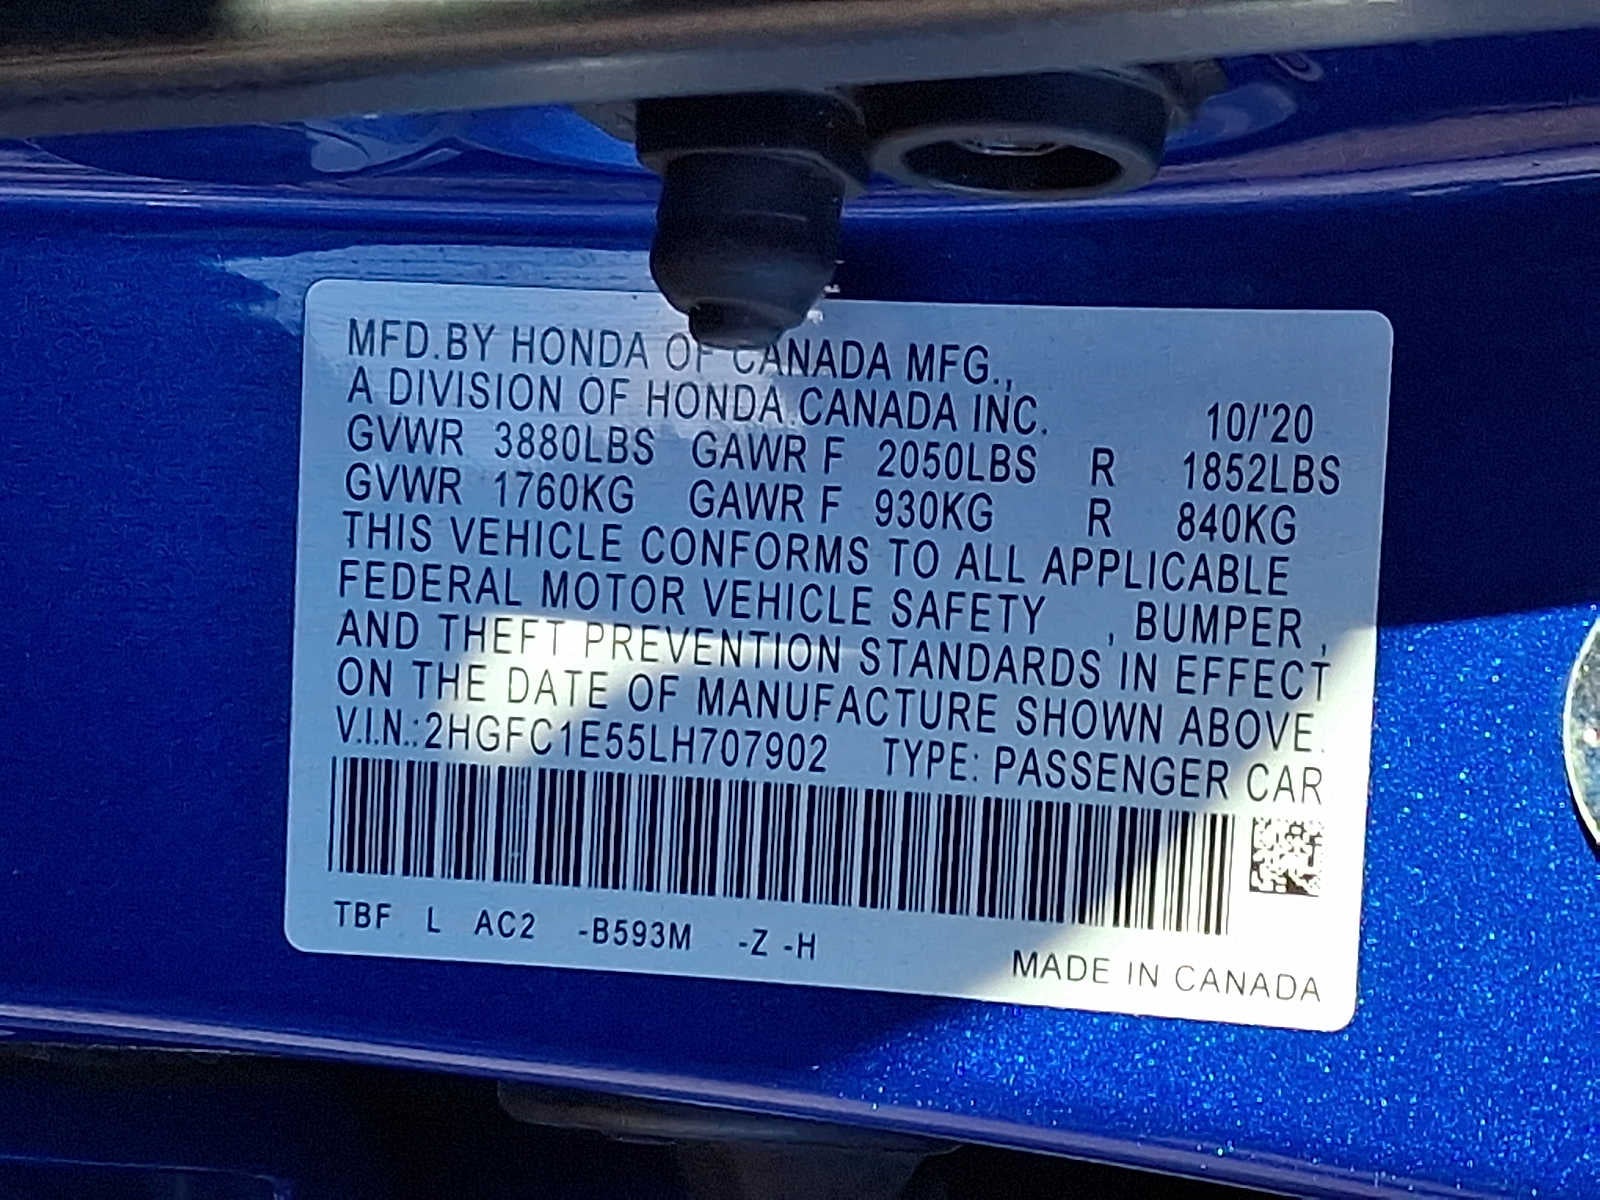 MFD.BY HONDA OF CANADA MFG.,
A DIVISION OF HONDA CANADA INC. 10/'20
GVWR 3880LBS GAWR F 2050LBS R 1852LBS
GVWR 1760KG GAWR F 930KG R 840KG
THIS VEHICLE CONFORMS TO ALL APPLICABLE
FEDERAL MOTOR VEHICLE SAFETY , BUMPER ,
AND THEFT PREVENTION STANDARDS IN EFFECT
ON THE DATE OF MANUFACTURE SHOWN ABOVE.
V.I.N.:2HGFC1E55LH707902 TYPE: PASSENGER CAR
TBF L AC2 -B593M -Z -H
MADE IN CANADA